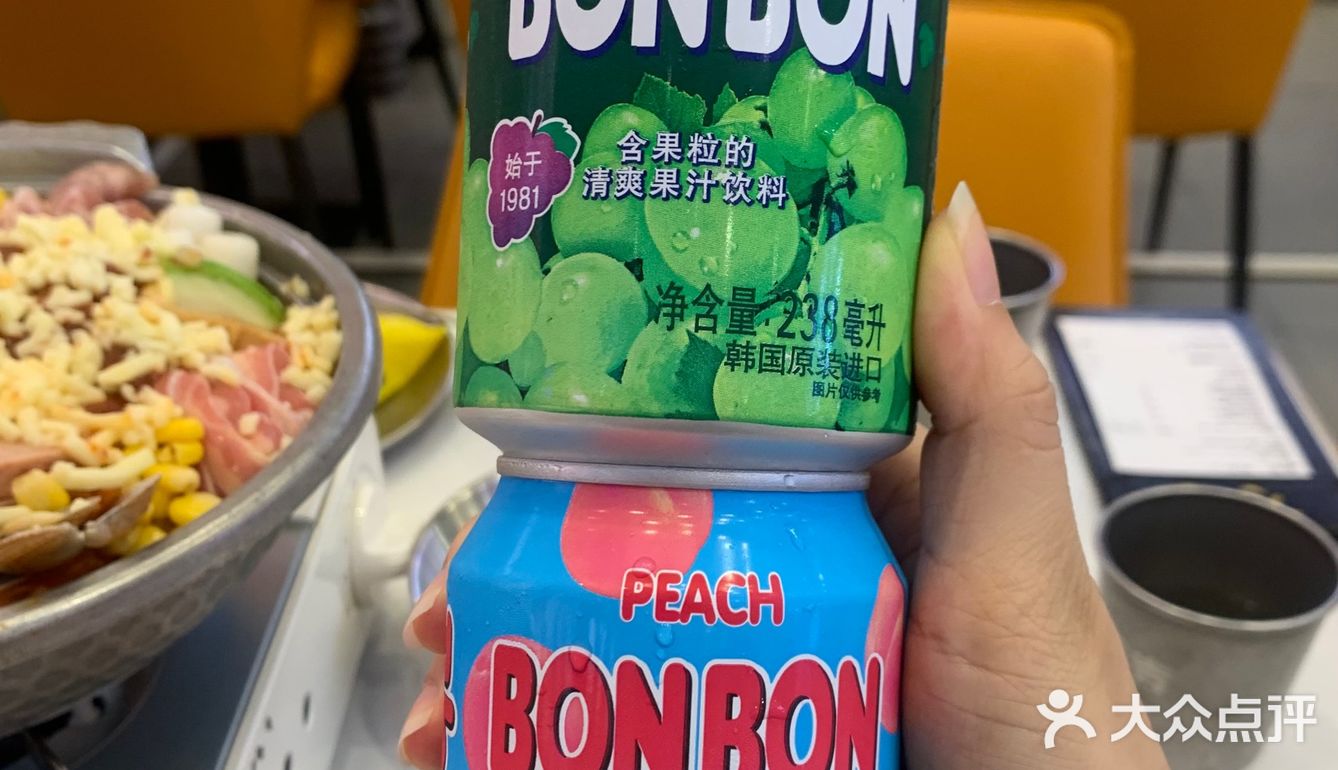 BONBON
始于
1981
含果粒的
清爽果汁饮料
净含量:238毫升
韩国原装进口
图片仅供参考
PEACH
BONBON
大众点评